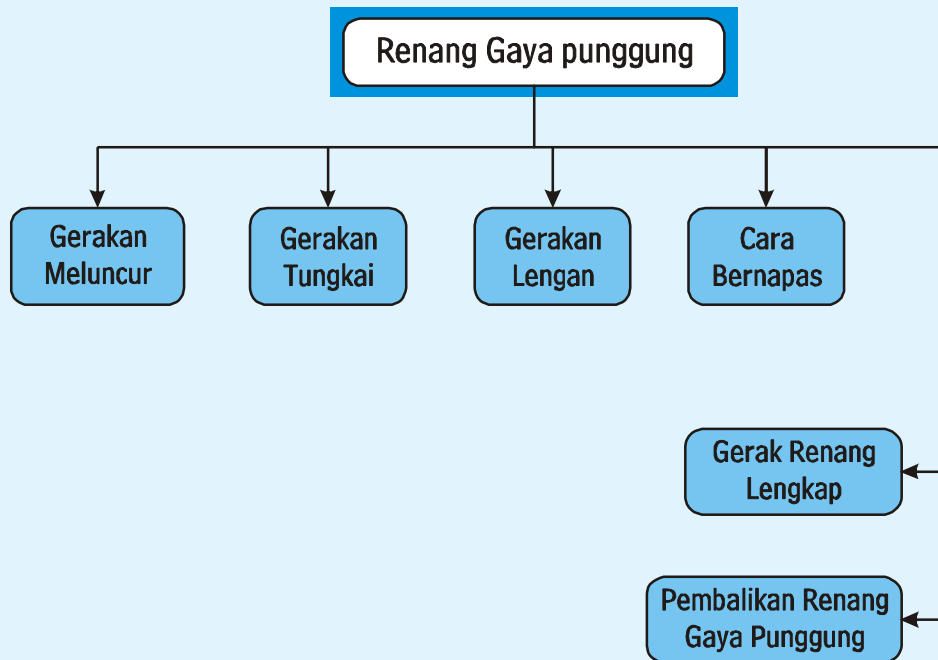 Renang Gaya punggung
Gerakan
Meluncur
Gerakan
Tungkai
Gerakan
Lengan
Cara
Bernapas
Gerak Renang
Lengkap
Pembalikan Renang
Gaya Punggung